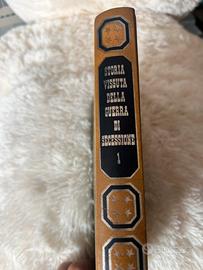 STORIA
VISSUTA
DELLA
GUERRA
DI
SECESSIONE
1